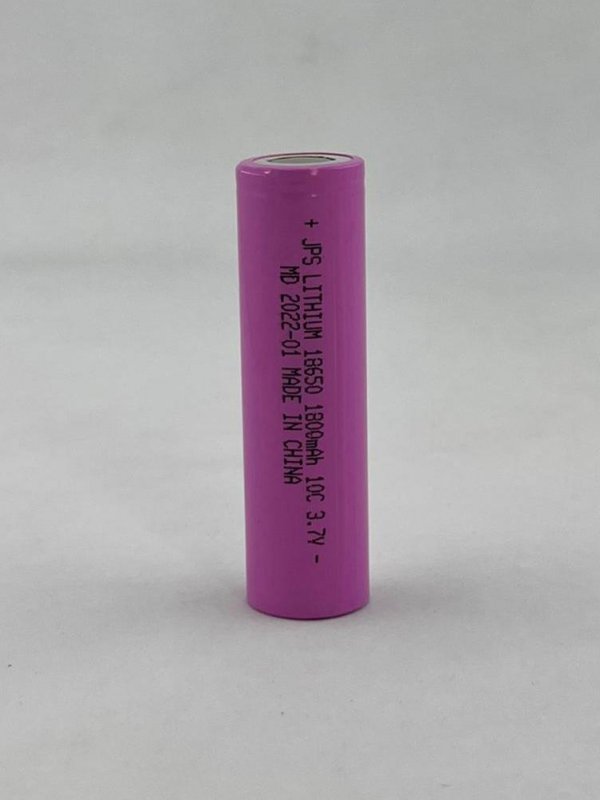 + JPS LITHIUM 18650 1800mAh 10C 3.7V -
MD 2022-01 MADE IN CHINA